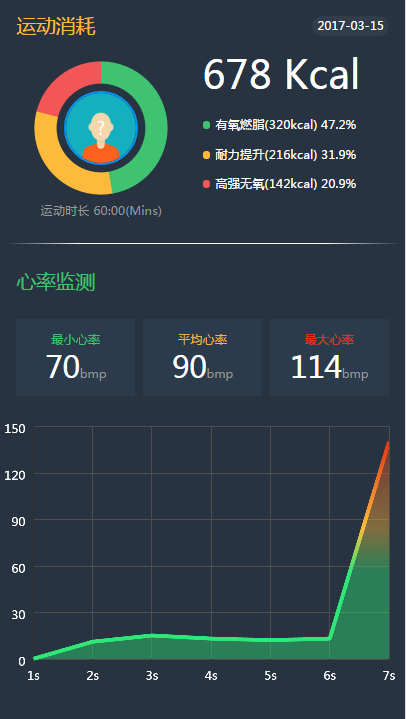 运动消耗
2017-03-15
678 Kcal
?
有氧燃脂(320kcal) 47.2%
耐力提升(216kcal) 31.9%
高强无氧(142kcal) 20.9%
运动时长 60:00(Mins)
心率监测
最小心率
70bmp
平均心率
90bmp
最大心率
114bmp
150
120
90
60
30
0
1s 2s 3s 4s 5s 6s 7s